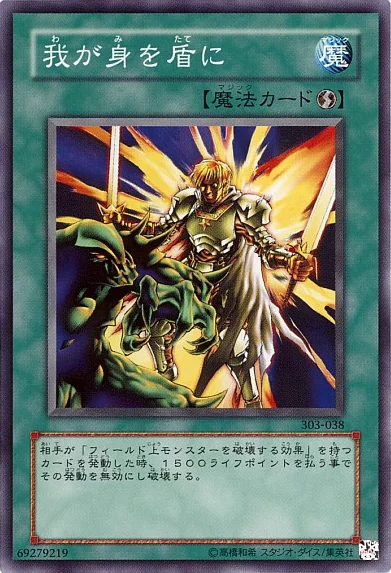 我が身を盾に
わ み たて
魔
マジック
【魔法カード】
マジック
303-038
相手が「フィールド上モンスターを破壊する効果」を持つ
カードを発動した時、1500ライフポイントを払う事で
その発動を無効にし破壊する。
69279219
©高橋和希 スタジオ・ダイス/集英社